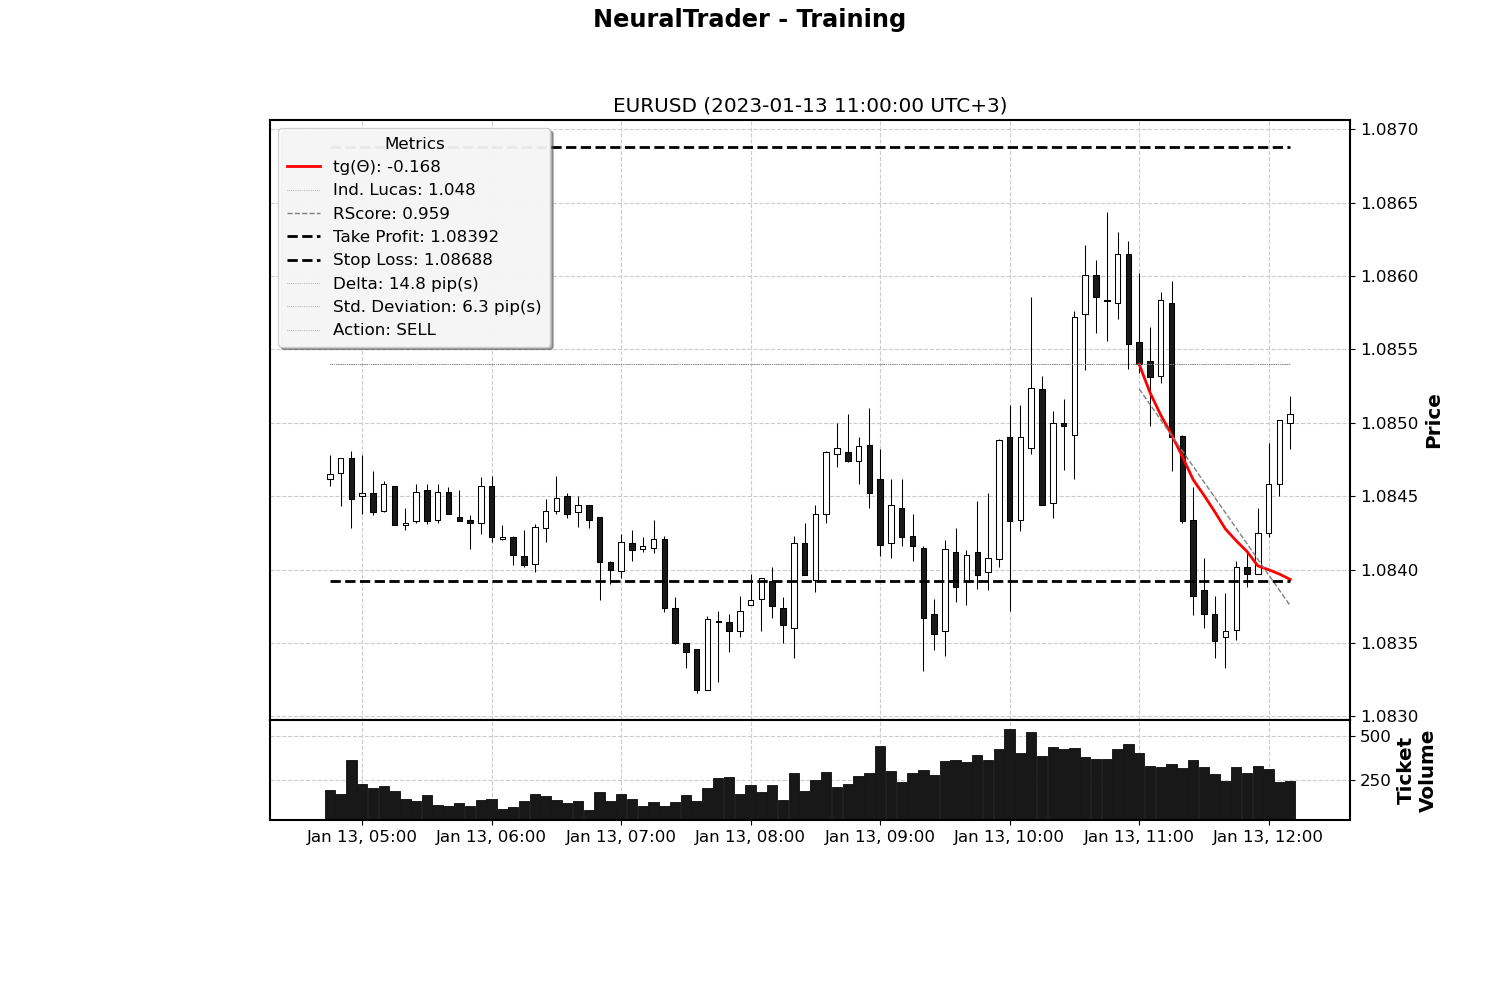 NeuralTrader - Training
EURUSD (2023-01-13 11:00:00 UTC+3)
Metrics
tg(Θ): -0.168
Ind. Lucas: 1.048
RScore: 0.959
Take Profit: 1.08392
Stop Loss: 1.08688
Delta: 14.8 pip(s)
Std. Deviation: 6.3 pip(s)
Action: SELL
1.0870
1.0865
1.0860
1.0855
1.0850
1.0845
1.0840
1.0835
1.0830
Price
500
250
Ticket
Volume
Jan 13, 05:00 Jan 13, 06:00 Jan 13, 07:00 Jan 13, 08:00 Jan 13, 09:00 Jan 13, 10:00 Jan 13, 11:00 Jan 13, 12:00